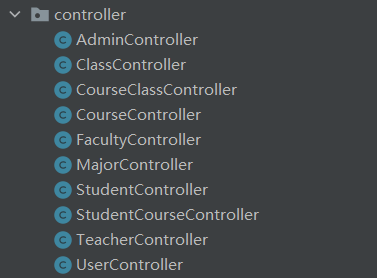 controller
C AdminController
C ClassController
C CourseClassController
C CourseController
C FacultyController
C MajorController
C StudentController
C StudentCourseController
C TeacherController
C UserController